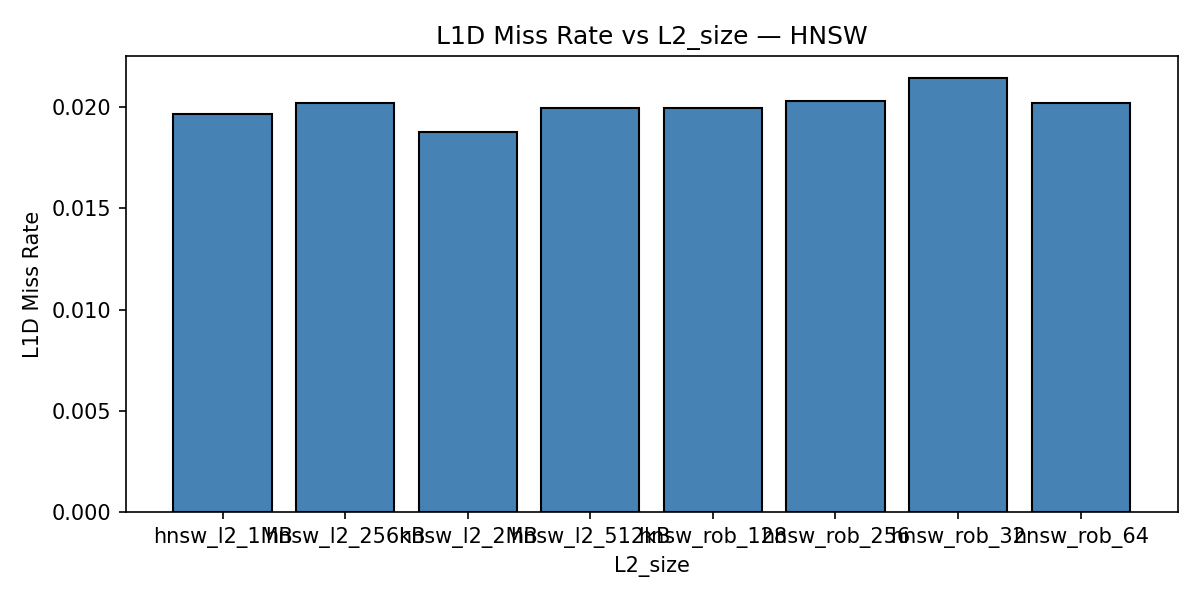 L1D Miss Rate vs L2_size — HNSW
L1D Miss Rate
0.020
0.015
0.010
0.005
0.000
hnsw_l2_1MB hnsw_l2_256kB hnsw_l2_2MB hnsw_l2_512kB hnsw_rob_128 hnsw_rob_256 hnsw_rob_32 hnsw_rob_64
L2_size